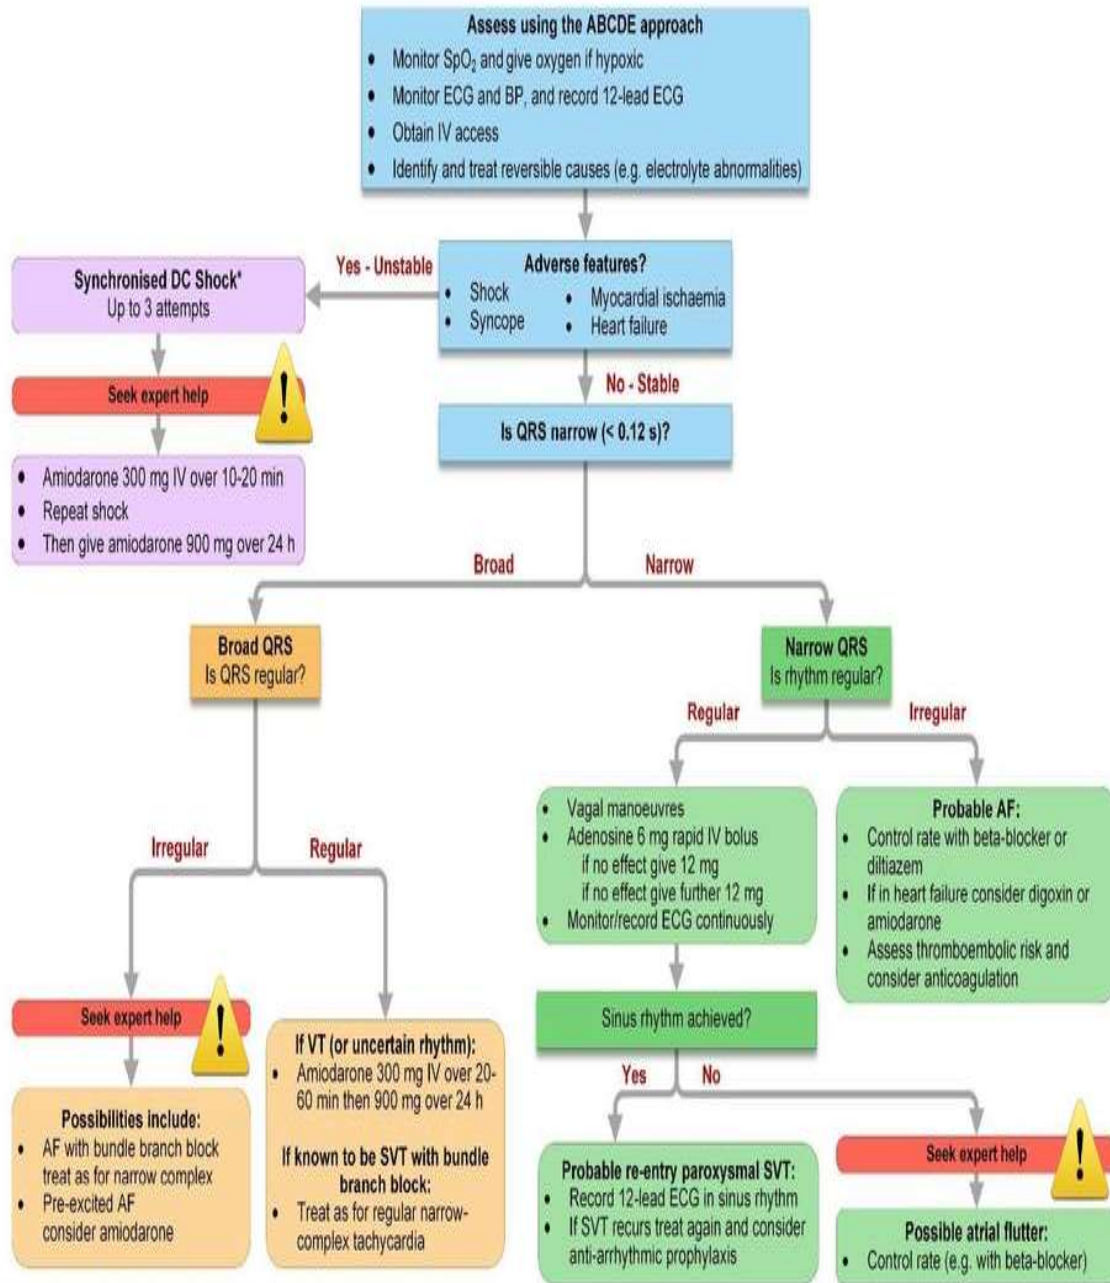 Assess using the ABCDE approach
• Monitor SpO₂ and give oxygen if hypoxic
• Monitor ECG and BP, and record 12-lead ECG
• Obtain IV access
• Identify and treat reversible causes (e.g. electrolyte abnormalities)
Yes - Unstable
Adverse features?
• Shock
• Syncope
• Myocardial ischaemia
• Heart failure
Synchronised DC Shock*
Up to 3 attempts
Seek expert help
!
• Amiodarone 300 mg IV over 10-20 min
• Repeat shock
• Then give amiodarone 900 mg over 24 h
No - Stable
Is QRS narrow (< 0.12 s)?
Broad
Narrow
Broad QRS
Is QRS regular?
Narrow QRS
Is rhythm regular?
Irregular
Regular
Seek expert help
!
Possibilities include:
• AF with bundle branch block
treat as for narrow complex
• Pre-excited AF
consider amiodarone
If VT (or uncertain rhythm):
• Amiodarone 300 mg IV over 20-
60 min then 900 mg over 24 h
If known to be SVT with bundle
branch block:
• Treat as for regular narrow-
complex tachycardia
Regular
Irregular
• Vagal manoeuvres
• Adenosine 6 mg rapid IV bolus
if no effect give 12 mg
if no effect give further 12 mg
• Monitor/record ECG continuously
Probable AF:
• Control rate with beta-blocker or
diltiazem
• If in heart failure consider digoxin or
amiodarone
• Assess thromboembolic risk and
consider anticoagulation
Sinus rhythm achieved?
Yes
No
Probable re-entry paroxysmal SVT:
• Record 12-lead ECG in sinus rhythm
• If SVT recurs treat again and consider
anti-arrhythmic prophylaxis
Seek expert help
!
Possible atrial flutter:
• Control rate (e.g. with beta-blocker)